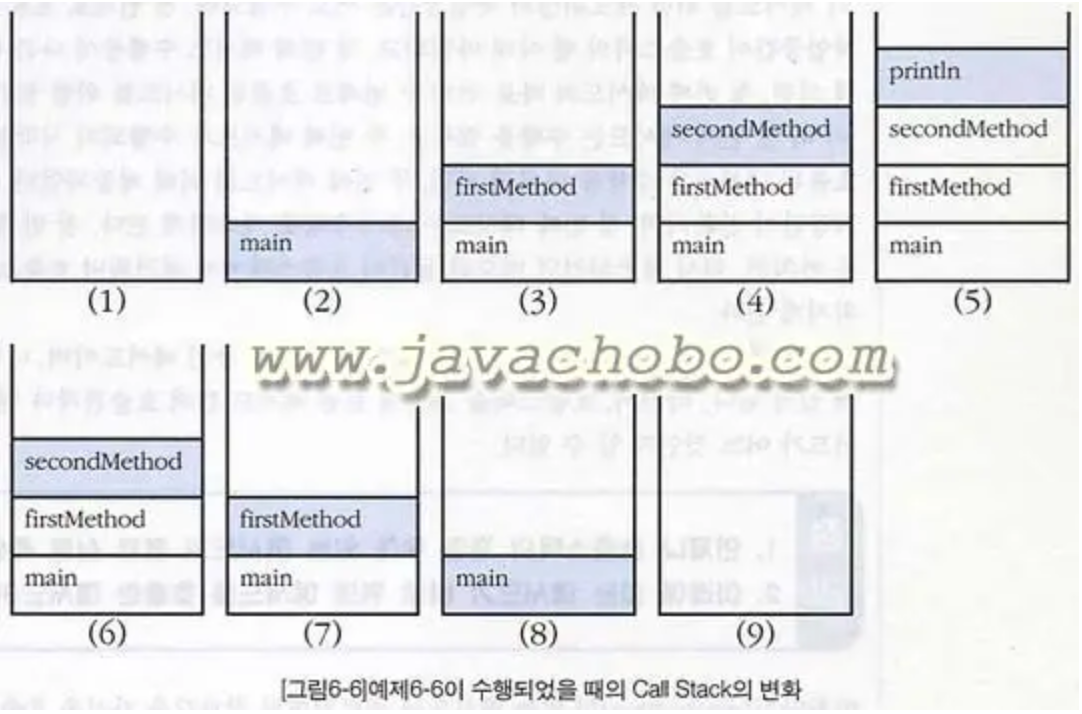 println
secondMethod
secondMethod
firstMethod
firstMethod
firstMethod
main
main
main
main
(1)
(2)
(3)
(4)
(5)
www.javachobo.com
secondMethod
firstMethod
firstMethod
main
main
main
(6)
(7)
(8)
(9)
[그림6-6]예제6-6이 수행되었을 때의 Call Stack의 변화